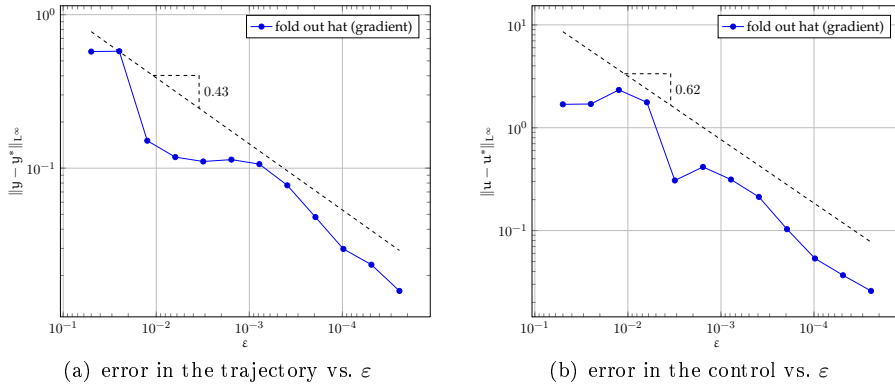 10⁰
10⁻¹
‖y − y*‖L∞
fold out hat (gradient)
0.43
10⁻¹ 10⁻² 10⁻³ 10⁻⁴
ε
(a) error in the trajectory vs. ε
10¹
10⁰
10⁻¹
‖u − u*‖L∞
fold out hat (gradient)
0.62
10⁻¹ 10⁻² 10⁻³ 10⁻⁴
ε
(b) error in the control vs. ε